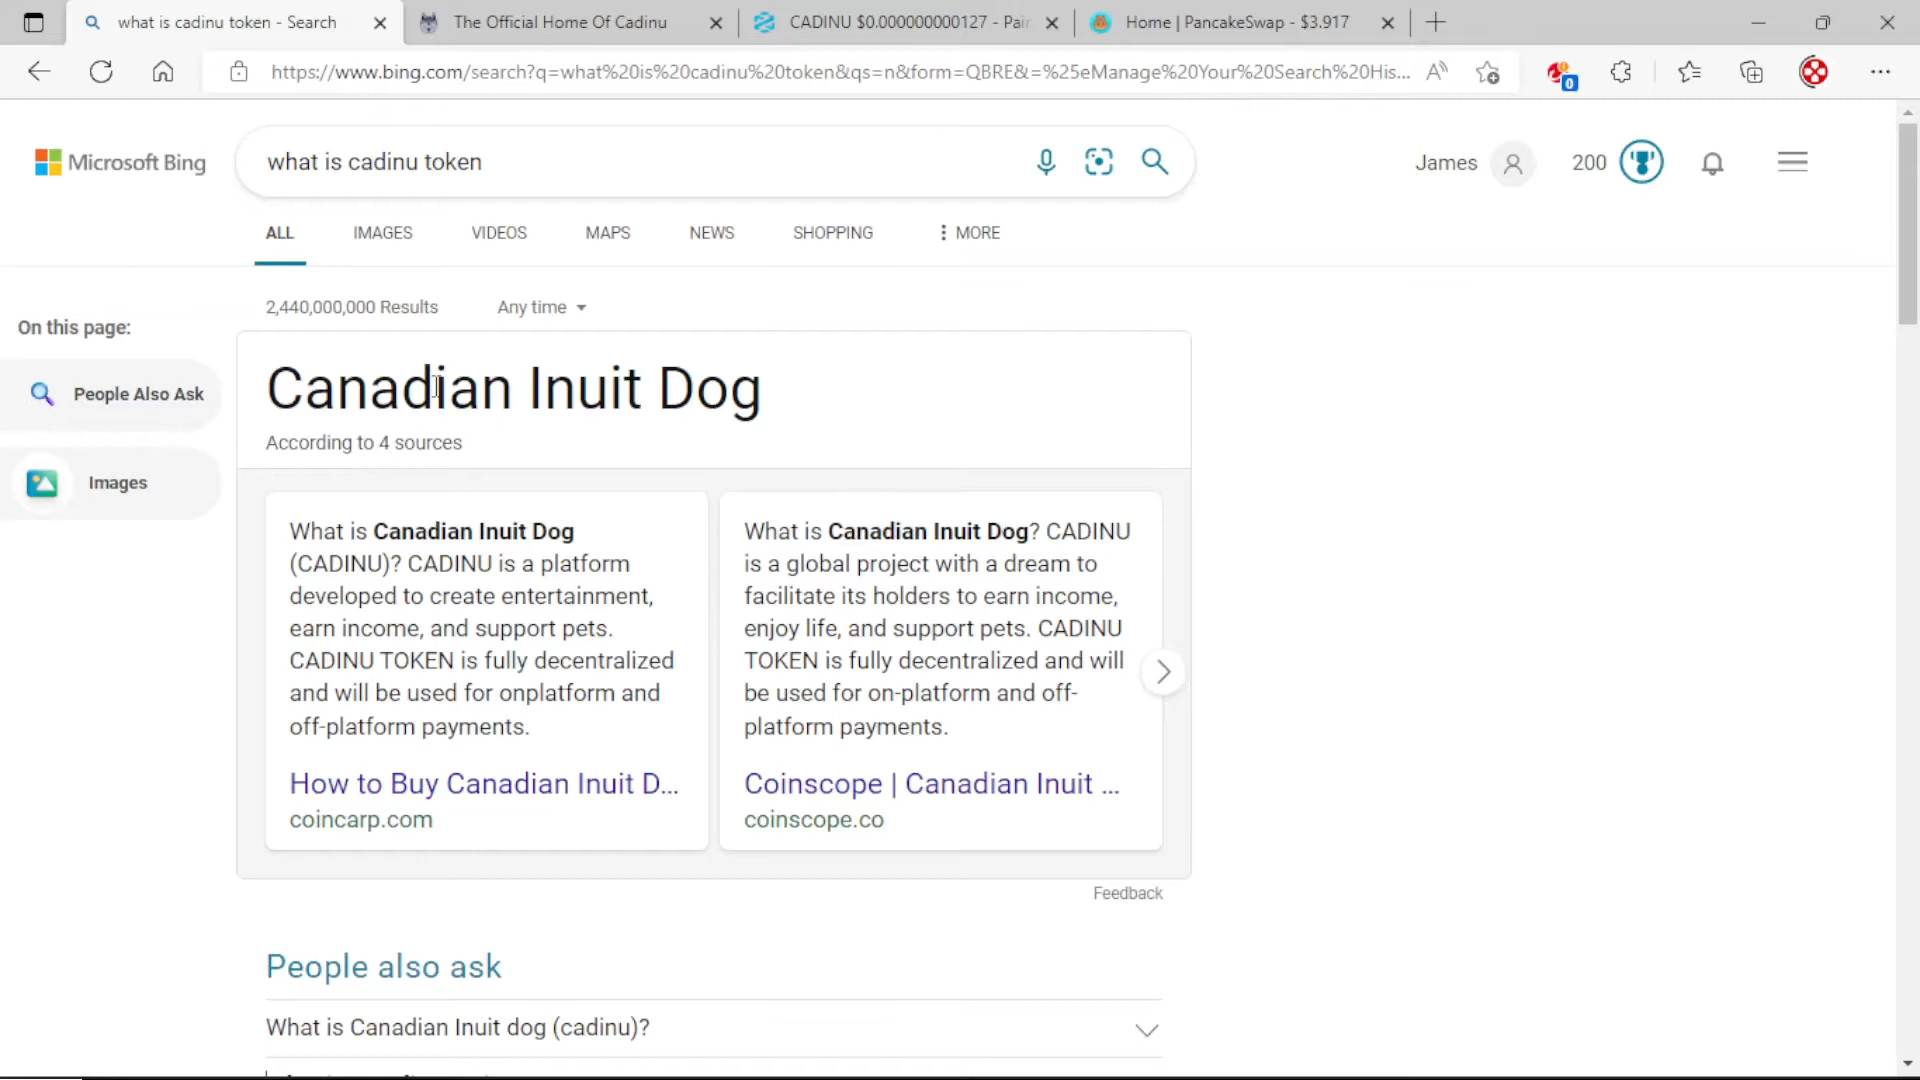 what is cadinu token - Search
The Official Home Of Cadinu
CADINU $0.000000000127 - Pair
Home | PancakeSwap - $3.917
https://www.bing.com/search?q=what%20is%20cadinu%20token&qs=n&form=QBRE&=%25eManage%20Your%20Search%20His...
0
Microsoft Bing
what is cadinu token
James
200
ALL
IMAGES
VIDEOS
MAPS
NEWS
SHOPPING
MORE
2,440,000,000 Results
Any time
On this page:
People Also Ask
Images
Canadian Inuit Dog
According to 4 sources
What is Canadian Inuit Dog
(CADINU)? CADINU is a platform
developed to create entertainment,
earn income, and support pets.
CADINU TOKEN is fully decentralized
and will be used for onplatform and
off-platform payments.
How to Buy Canadian Inuit D...
coincarp.com
What is Canadian Inuit Dog? CADINU
is a global project with a dream to
facilitate its holders to earn income,
enjoy life, and support pets. CADINU
TOKEN is fully decentralized and will
be used for on-platform and off-
platform payments.
Coinscope | Canadian Inuit ...
coinscope.co
Feedback
People also ask
What is Canadian Inuit dog (cadinu)?